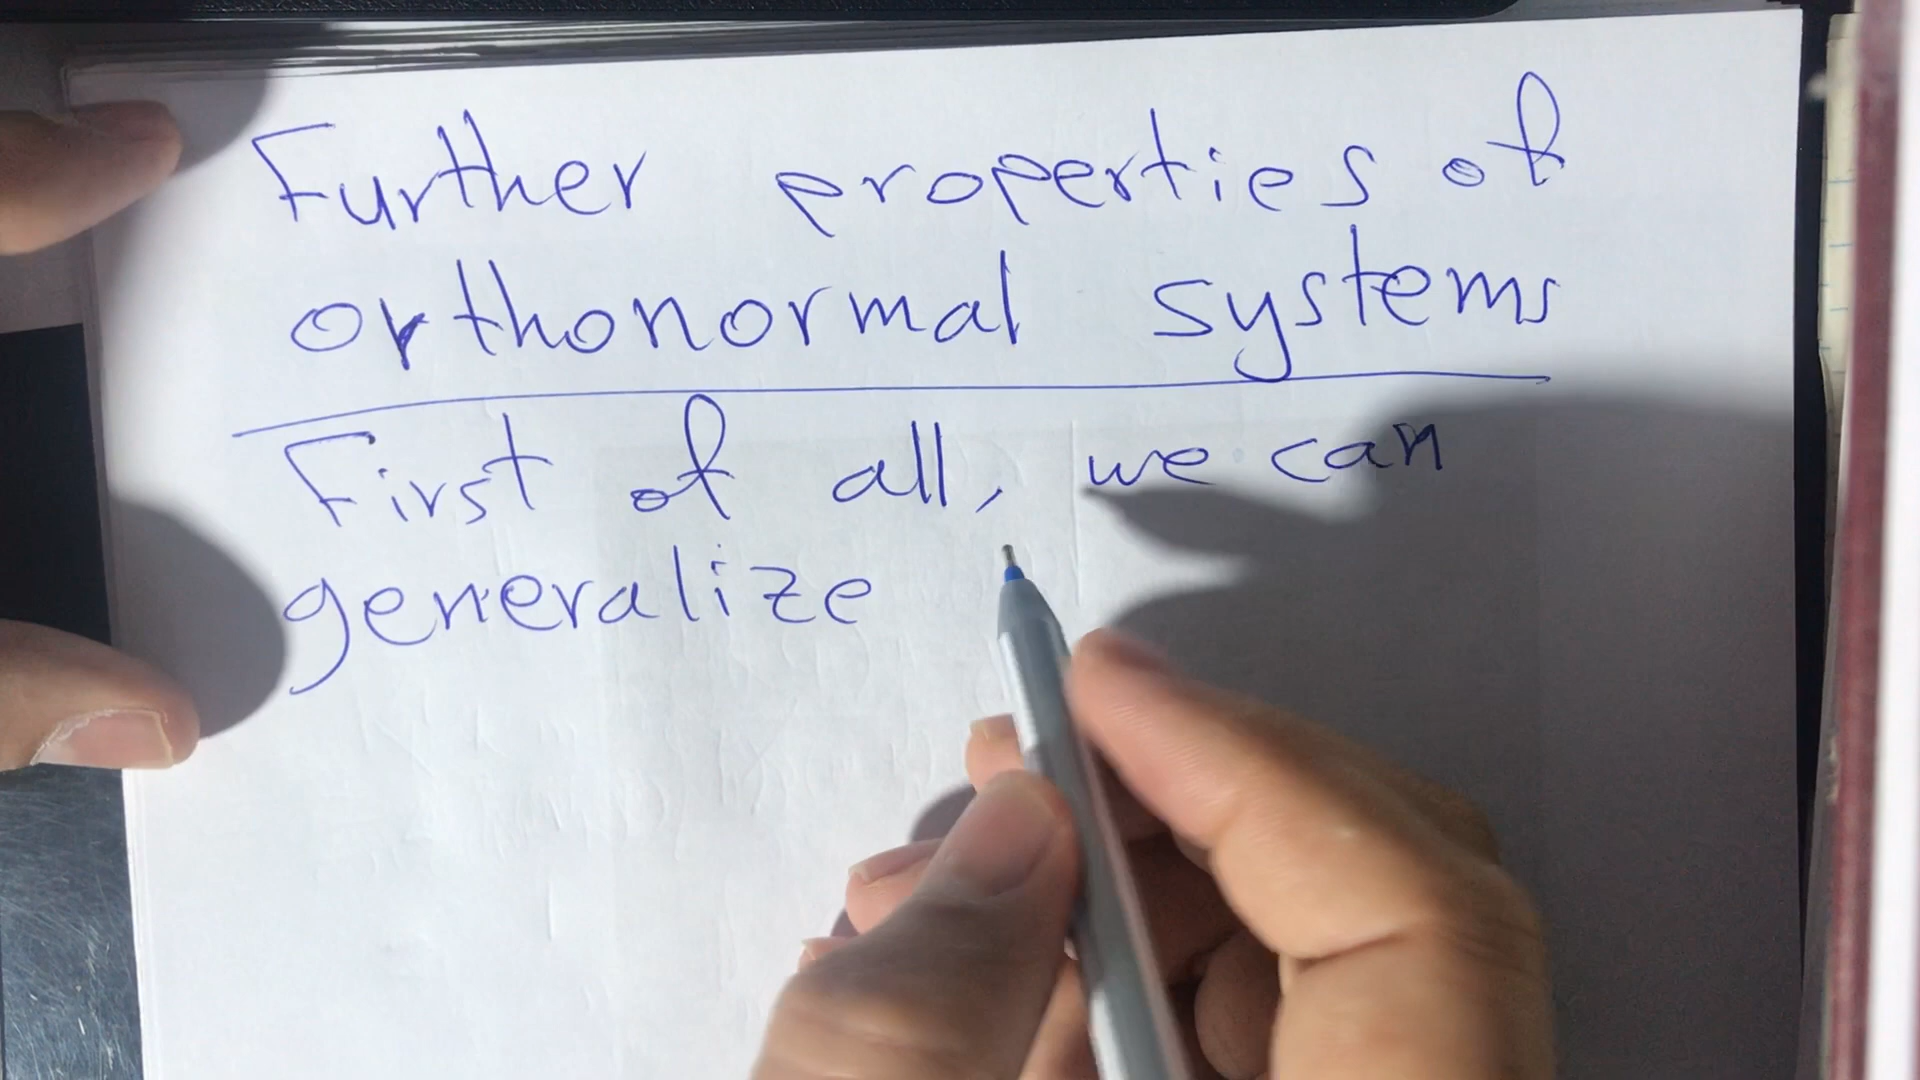 Further properties of
orthonormal systems
First of all, we can
generalize